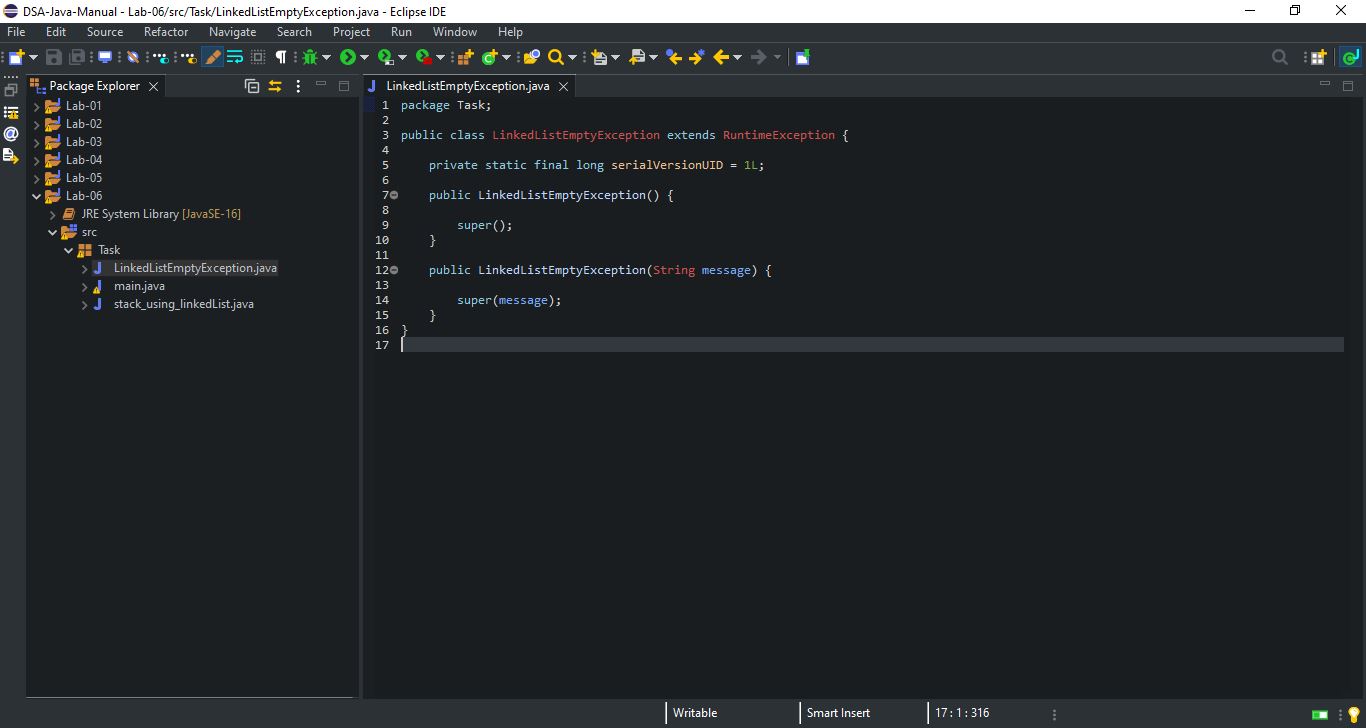 DSA-Java-Manual - Lab-06/src/Task/LinkedListEmptyException.java - Eclipse IDE
File Edit Source Refactor Navigate Search Project Run Window Help
Package Explorer
Lab-01
Lab-02
Lab-03
Lab-04
Lab-05
Lab-06
JRE System Library [JavaSE-16]
src
Task
LinkedListEmptyException.java
main.java
stack_using_linkedList.java
LinkedListEmptyException.java
1 package Task;
2
3 public class LinkedListEmptyException extends RuntimeException {
4
5 private static final long serialVersionUID = 1L;
6
7 public LinkedListEmptyException() {
8
9 super();
10 }
11
12 public LinkedListEmptyException(String message) {
13
14 super(message);
15 }
16 }
17
Writable Smart Insert 17 : 1 : 316